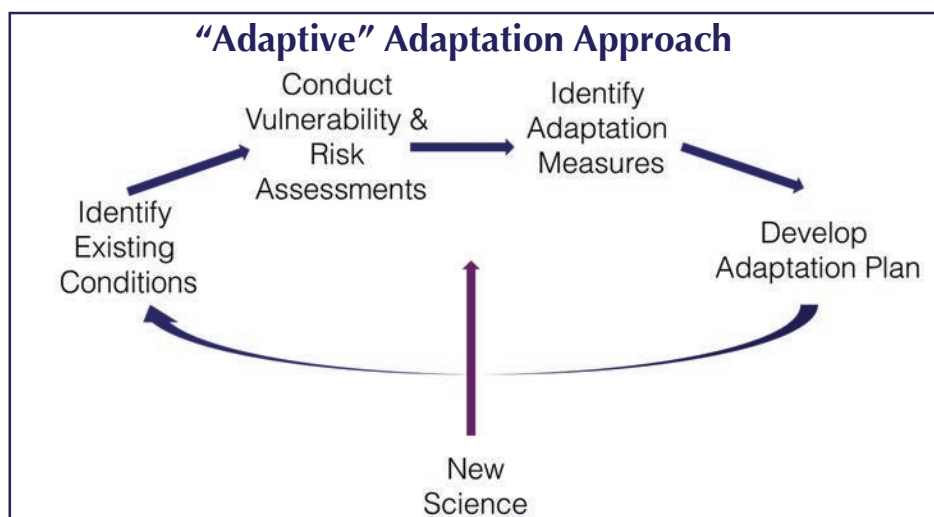 “Adaptive” Adaptation Approach
Conduct
Vulnerability &
Risk
Assessments
Identify
Adaptation
Measures
Identify
Existing
Conditions
Develop
Adaptation Plan
New
Science